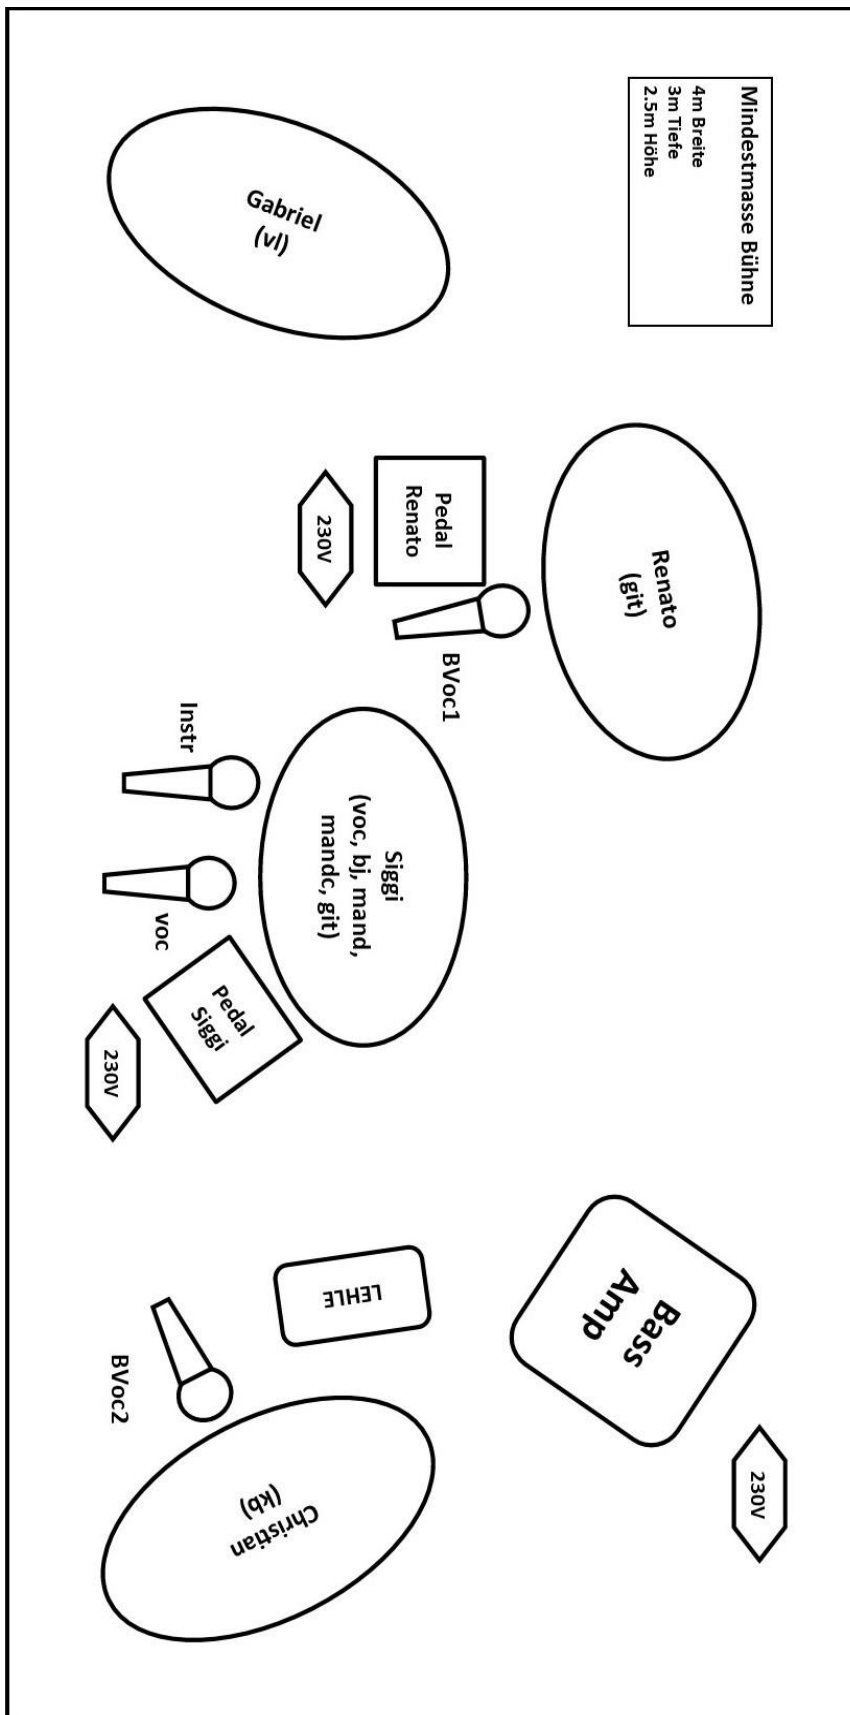 Mindestmasse Bühne
4m Breite
3m Tiefe
2.5m Höhe
Gabriel
(vl)
Renato
(git)
Pedal
Renato
230V
BVoc1
Instr
Siggi
(voc, bj, mand,
mandc, git)
voc
Pedal
Siggi
230V
Bass
Amp
230V
LEHLE
BVoc2
Christian
(kb)